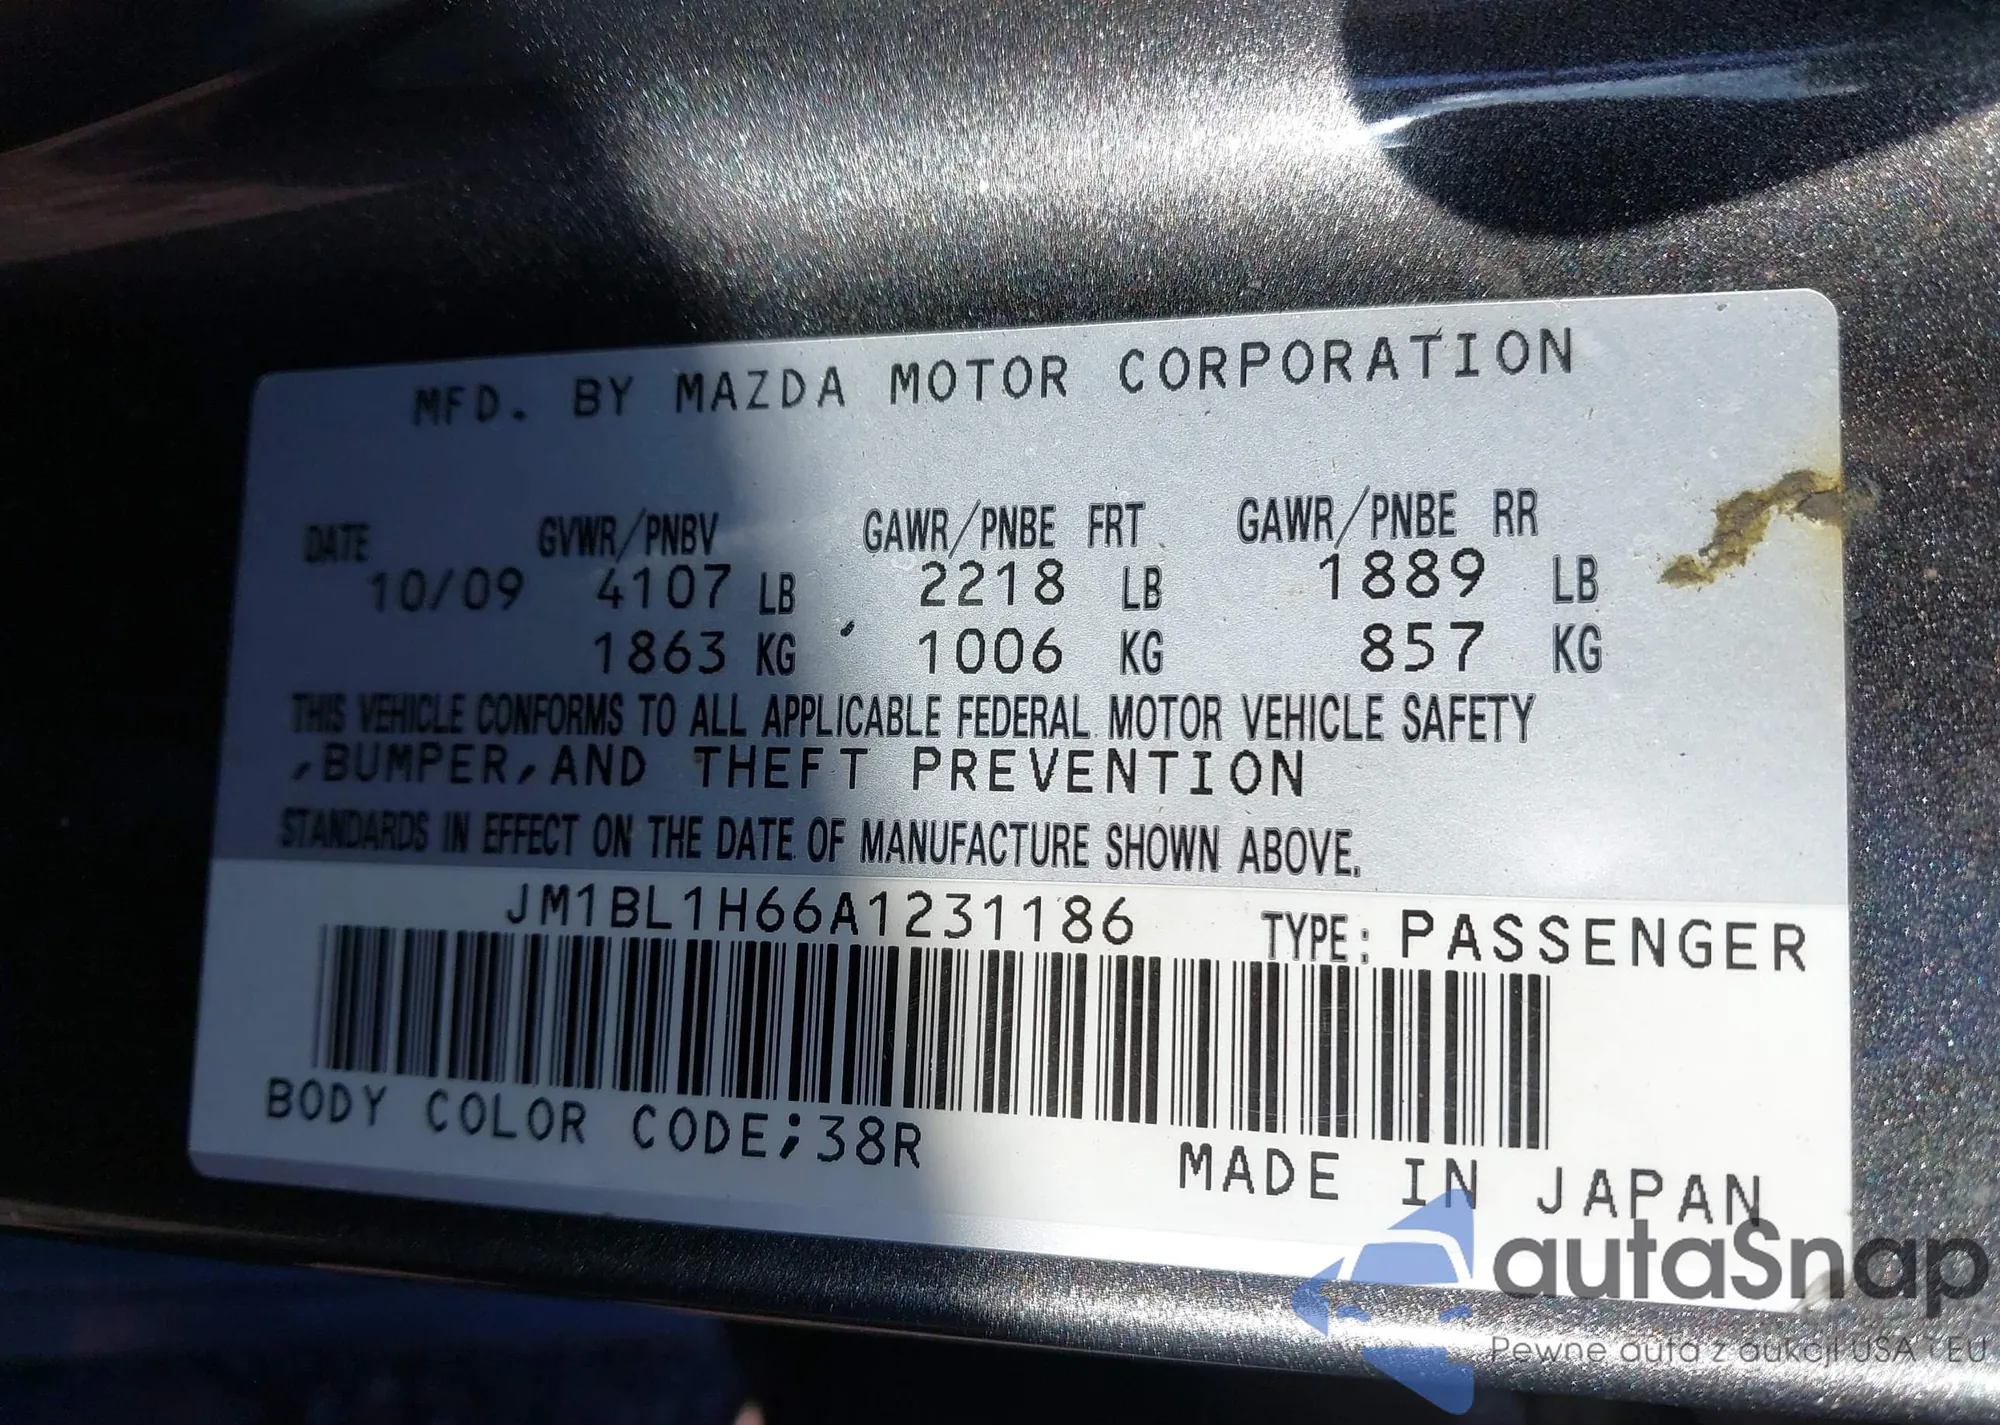 MFD. BY MAZDA MOTOR CORPORATION
DATE GVWR/PNBV GAWR/PNBE FRT GAWR/PNBE RR
10/09 4107 LB 2218 LB 1889 LB
1863 KG 1006 KG 857 KG
THIS VEHICLE CONFORMS TO ALL APPLICABLE FEDERAL MOTOR VEHICLE SAFETY
,BUMPER,AND THEFT PREVENTION
STANDARDS IN EFFECT ON THE DATE OF MANUFACTURE SHOWN ABOVE.
JM1BL1H66A1231186 TYPE: PASSENGER
BODY COLOR CODE;38R
MADE IN JAPAN
autaSnap
Pewne auta z aukcji USA i EU